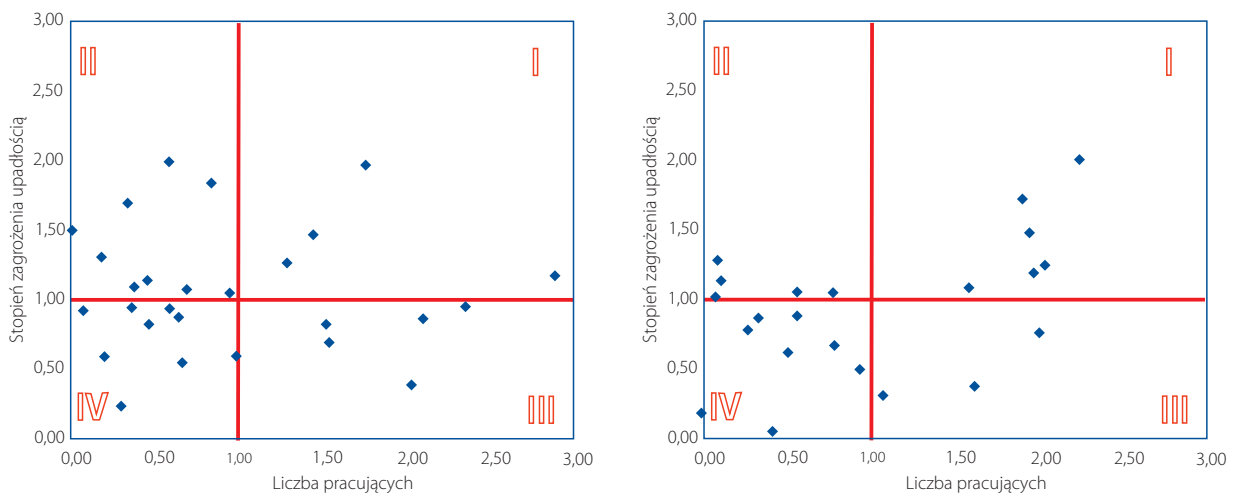 3,00
II
I
2,50
2,00
1,50
1,00
0,50
IV
III
0,00
0,00 0,50 1,00 1,50 2,00 2,50 3,00
Liczba pracujących
Stopień zagrożenia upadłością
3,00
II
I
2,50
2,00
1,50
1,00
0,50
IV
III
0,00
0,00 0,50 1,00 1,50 2,00 2,50 3,00
Liczba pracujących
Stopień zagrożenia upadłością